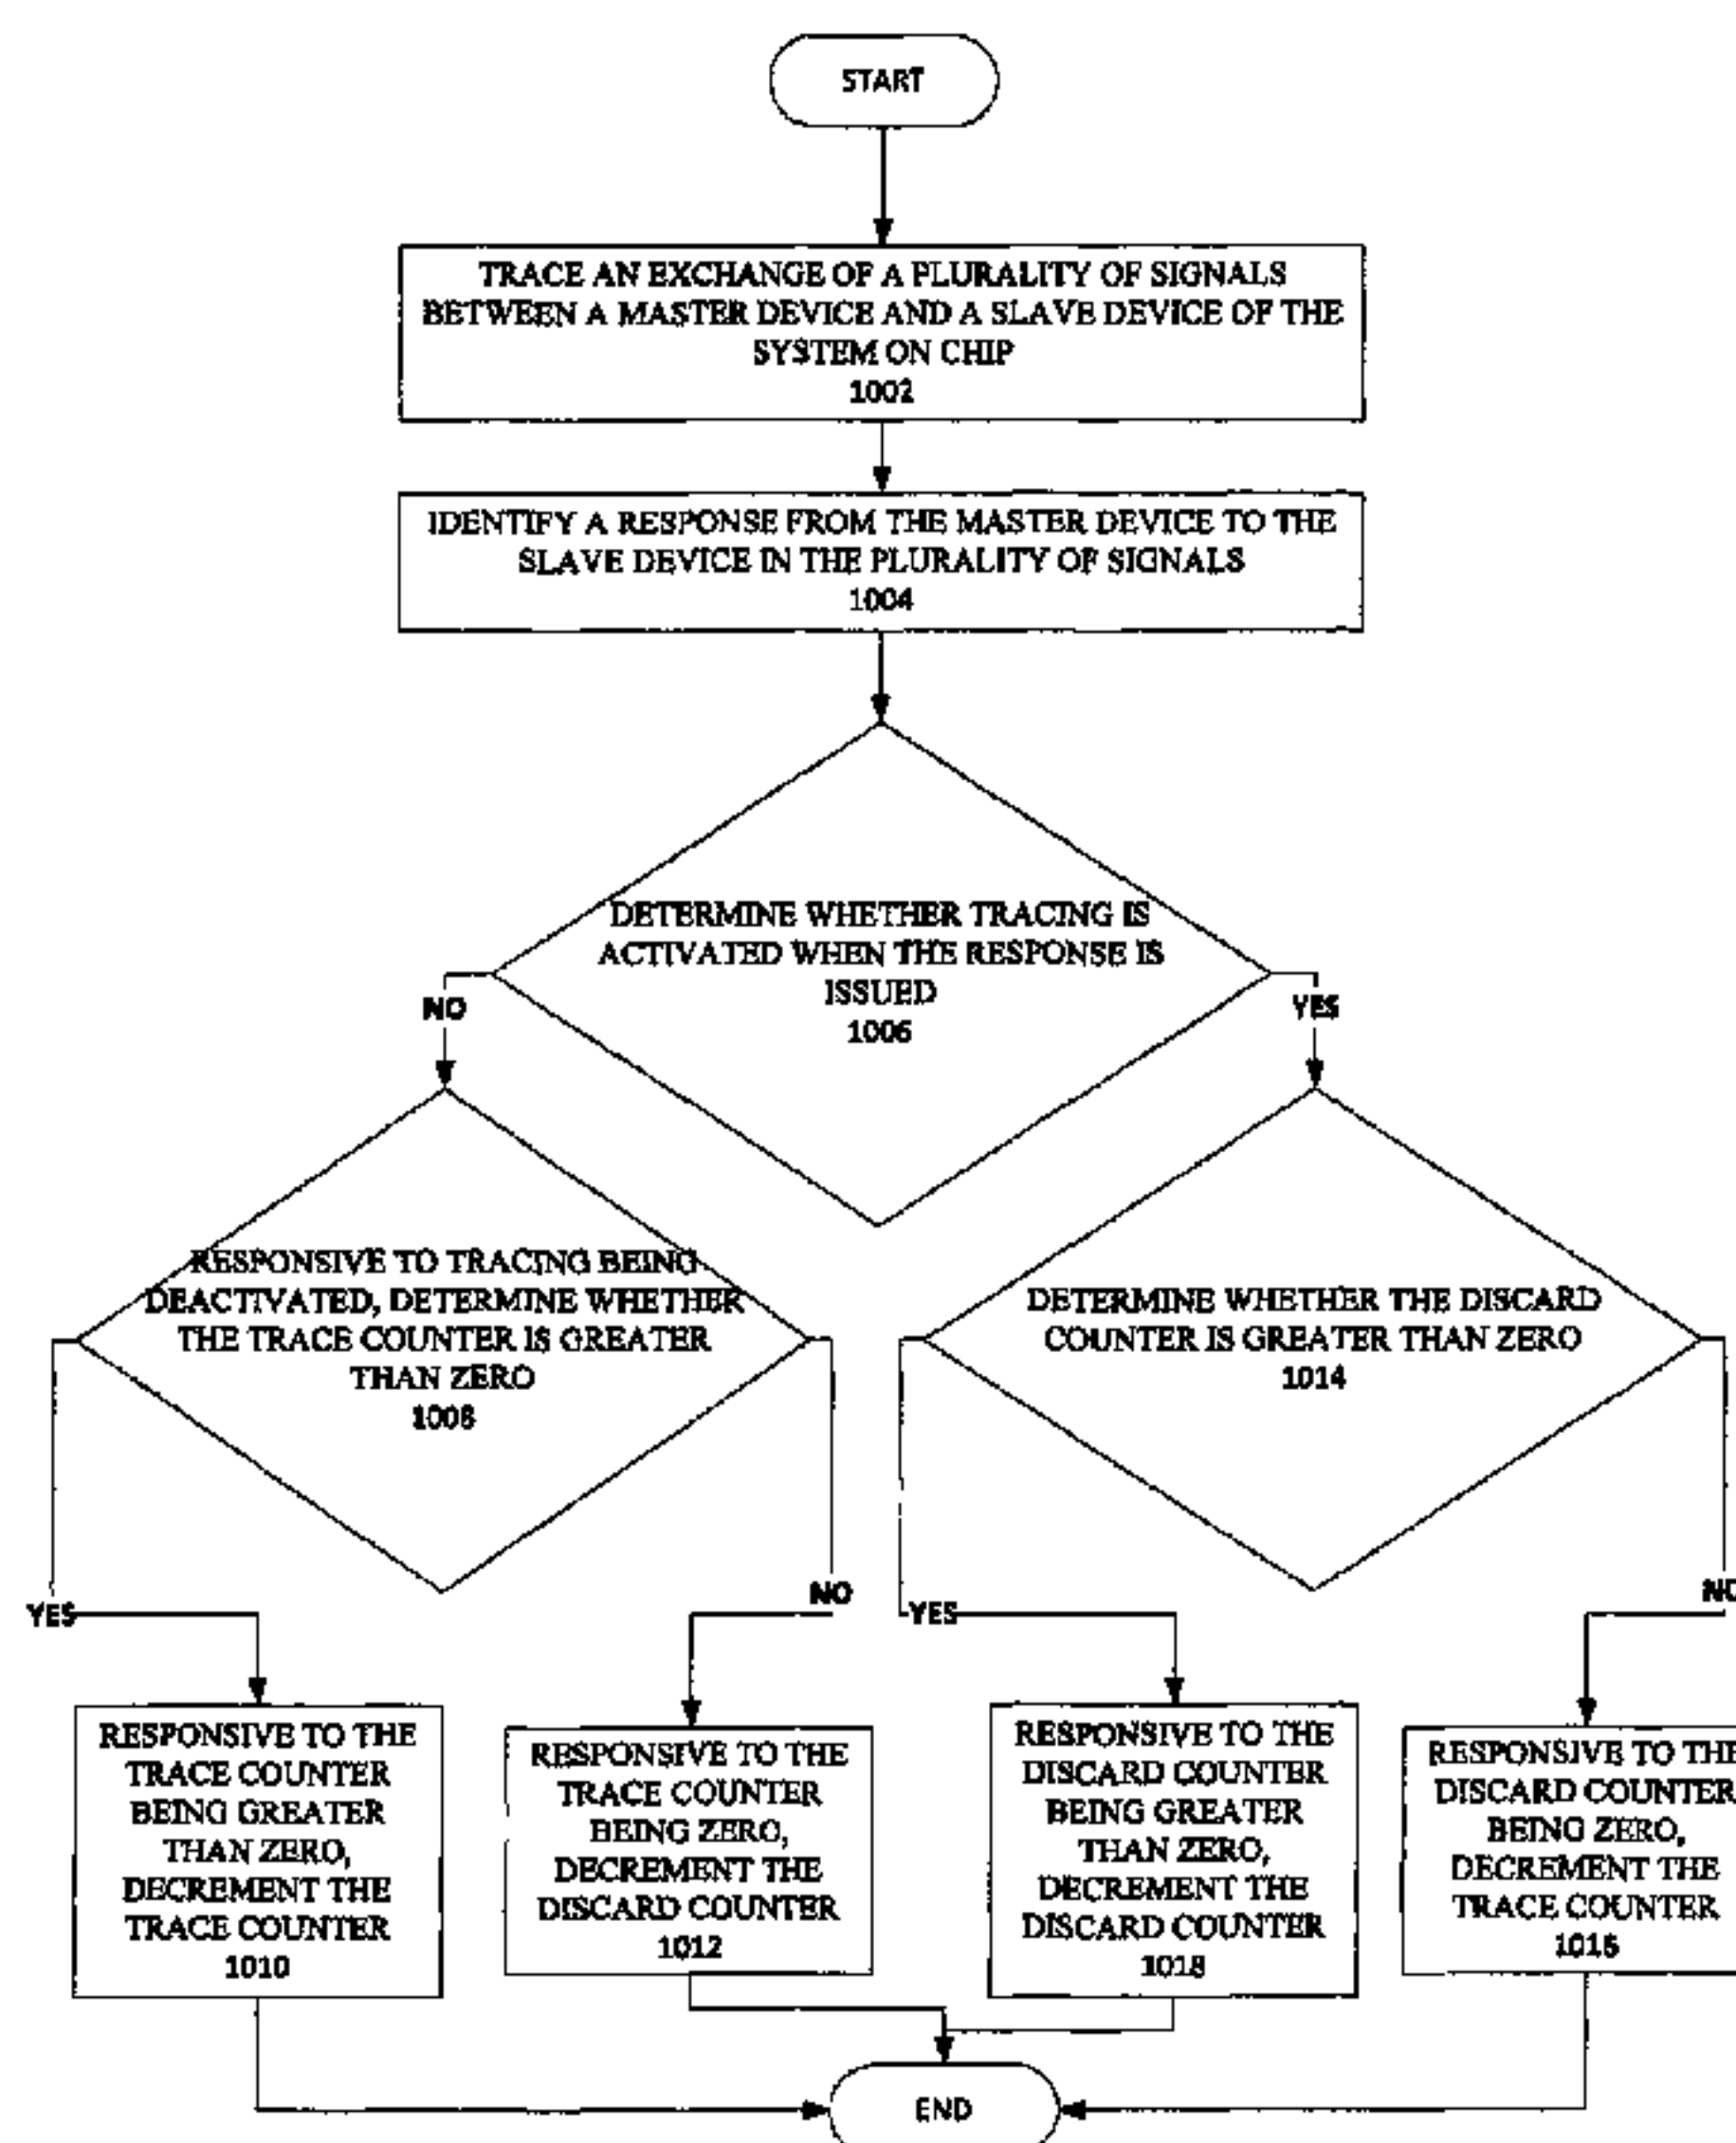 START
TRACE AN EXCHANGE OF A PLURALITY OF SIGNALS
BETWEEN A MASTER DEVICE AND A SLAVE DEVICE OF THE
SYSTEM ON CHIP
1002
IDENTIFY A RESPONSE FROM THE MASTER DEVICE TO THE
SLAVE DEVICE IN THE PLURALITY OF SIGNALS
1004
DETERMINE WHETHER TRACING IS
ACTIVATED WHEN THE RESPONSE IS
ISSUED
1006
NO
YES
RESPONSIVE TO TRACING BEING
DEACTIVATED, DETERMINE WHETHER
THE TRACE COUNTER IS GREATER
THAN ZERO
1008
DETERMINE WHETHER THE DISCARD
COUNTER IS GREATER THAN ZERO
1014
YES
NO
YES
NO
RESPONSIVE TO THE
TRACE COUNTER
BEING GREATER
THAN ZERO,
DECREMENT THE
TRACE COUNTER
1010
RESPONSIVE TO THE
TRACE COUNTER
BEING ZERO,
DECREMENT THE
DISCARD COUNTER
1012
RESPONSIVE TO THE
DISCARD COUNTER
BEING GREATER
THAN ZERO,
DECREMENT THE
DISCARD COUNTER
1018
RESPONSIVE TO THE
DISCARD COUNTER
BEING ZERO,
DECREMENT THE
TRACE COUNTER
1016
END